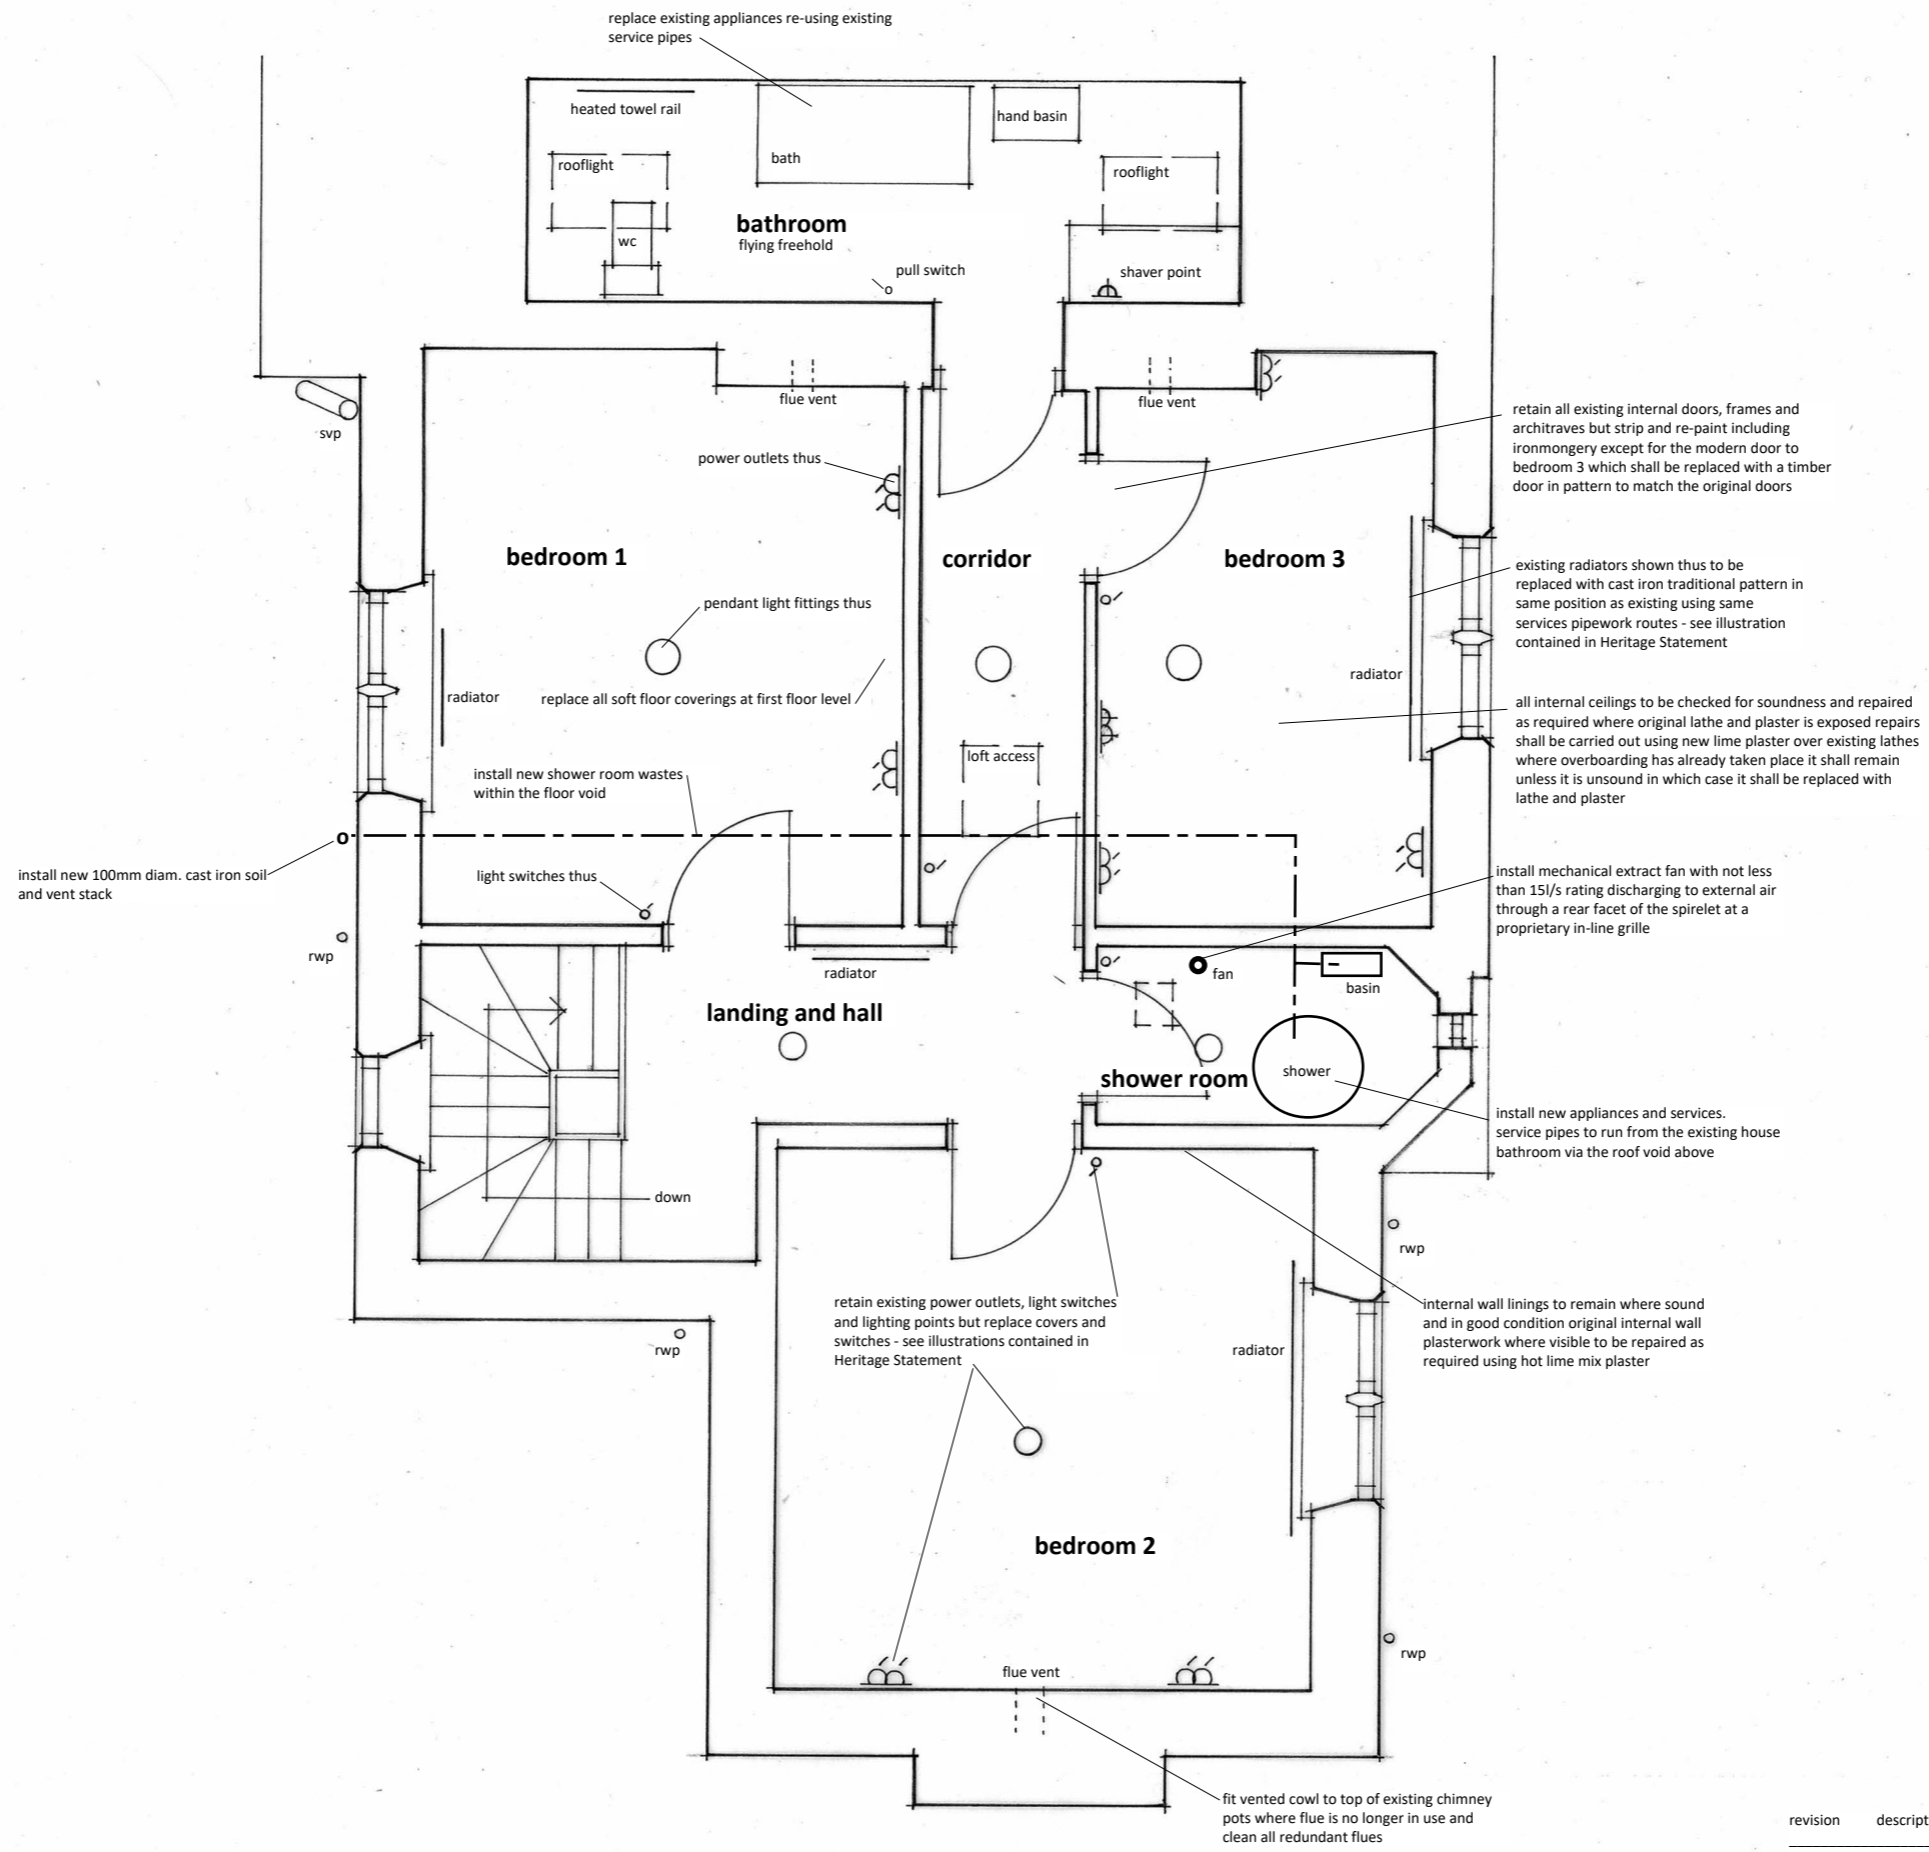 replace existing appliances re-using existing
service pipes
heated towel rail
hand basin
bath
rooflight
rooflight
wc
bathroom
flying freehold
pull switch
shaver point
flue vent
flue vent
svp
power outlets thus
retain all existing internal doors, frames and
architraves but strip and re-paint including
ironmongery except for the modern door to
bedroom 3 which shall be replaced with a timber
door in pattern to match the original doors
bedroom 1
corridor
bedroom 3
existing radiators shown thus to be
replaced with cast iron traditional pattern in
same position as existing using same
services pipework routes - see illustration
contained in Heritage Statement
pendant light fittings thus
radiator
radiator
replace all soft floor coverings at first floor level
all internal ceilings to be checked for soundness and repaired
as required where original lathe and plaster is exposed repairs
shall be carried out using new lime plaster over existing lathes
where overboarding has already taken place it shall remain
unless it is unsound in which case it shall be replaced with
lathe and plaster
loft access
install new shower room wastes
within the floor void
o
install new 100mm diam. cast iron soil
and vent stack
light switches thus
install mechanical extract fan with not less
than 15l/s rating discharging to external air
through a rear facet of the spirelet at a
proprietary in-line grille
rwp
radiator
fan
basin
landing and hall
shower room
shower
install new appliances and services.
service pipes to run from the existing house
bathroom via the roof void above
down
rwp
retain existing power outlets, light switches
and lighting points but replace covers and
switches - see illustrations contained in
Heritage Statement
internal wall linings to remain where sound
and in good condition original internal wall
plasterwork where visible to be repaired as
required using hot lime mix plaster
rwp
radiator
bedroom 2
rwp
flue vent
fit vented cowl to top of existing chimney
pots where flue is no longer in use and
clean all redundant flues
revision descript